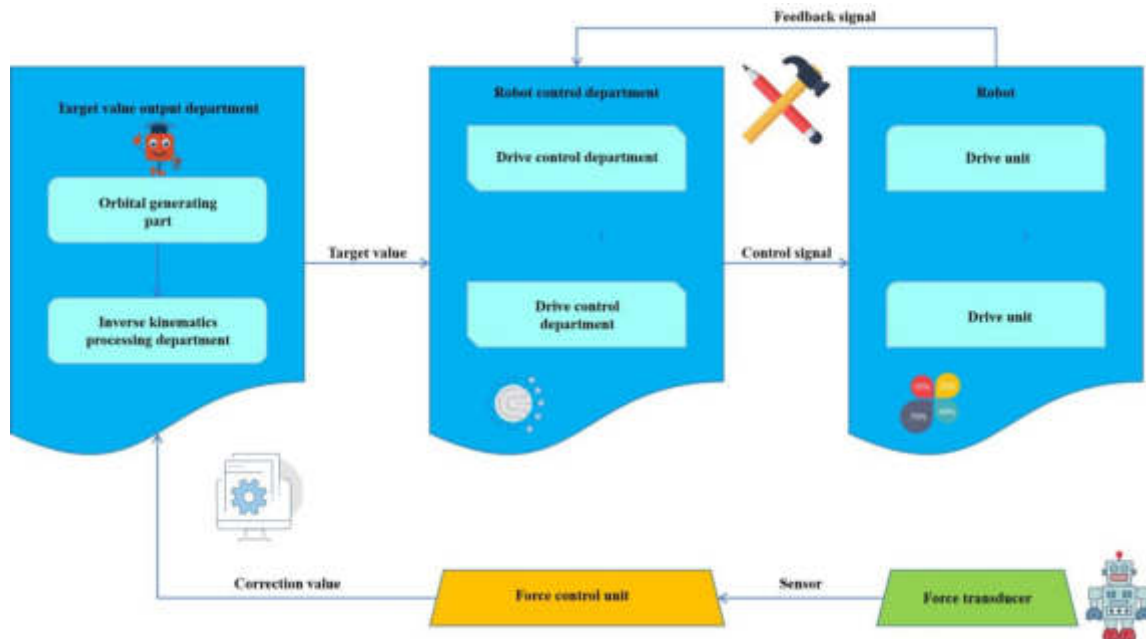 Feedback signal
Target value output department
Robot control department
Robot
Drive control department
Drive unit
Orbital generating
part
Target value
Control signal
Inverse kinematics
processing department
Drive control
department
Drive unit
Correction value
Force control unit
Sensor
Force transducer